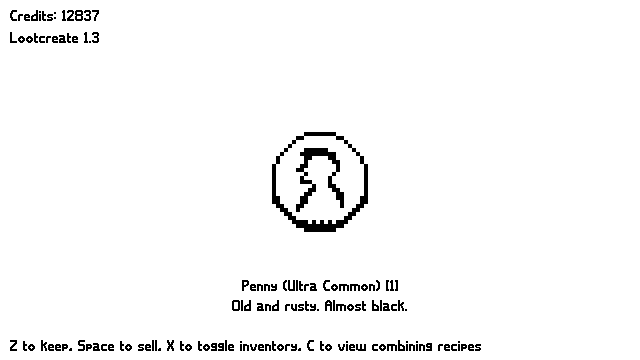 Credits: 12837
Lootcreate 1.3
Penny (Ultra Common) [1]
Old and rusty. Almost black.
Z to keep, Space to sell, X to toggle inventory, C to view combining recipes